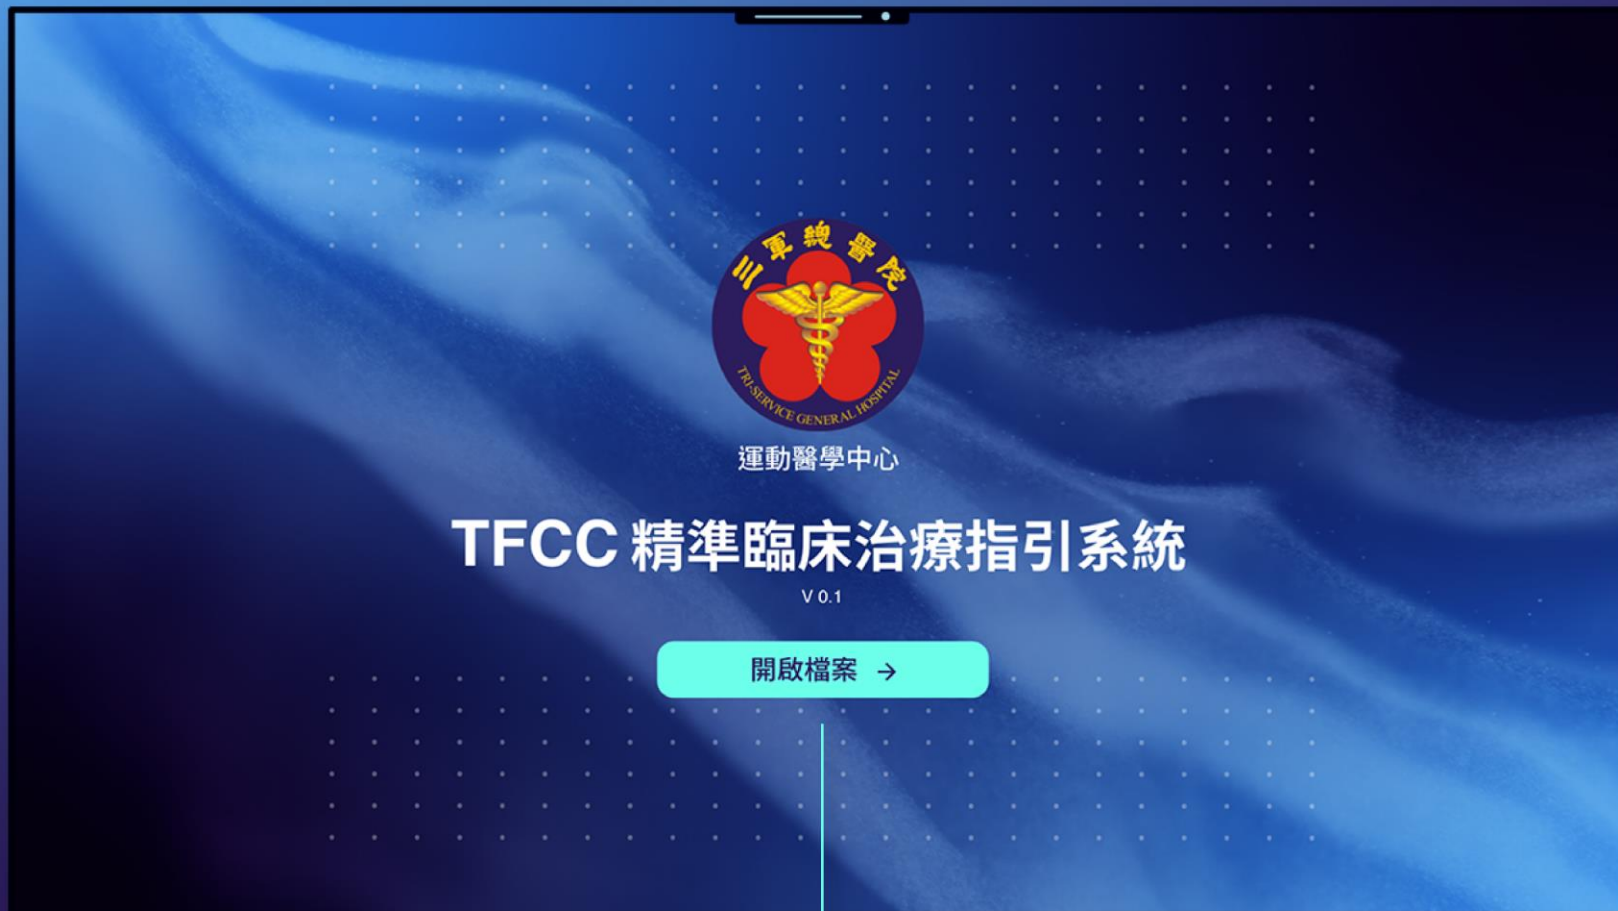 三軍總醫院
TRI-SERVICE GENERAL HOSPITAL
運動醫學中心
TFCC 精準臨床治療指引系統
V 0.1
開啟檔案 →